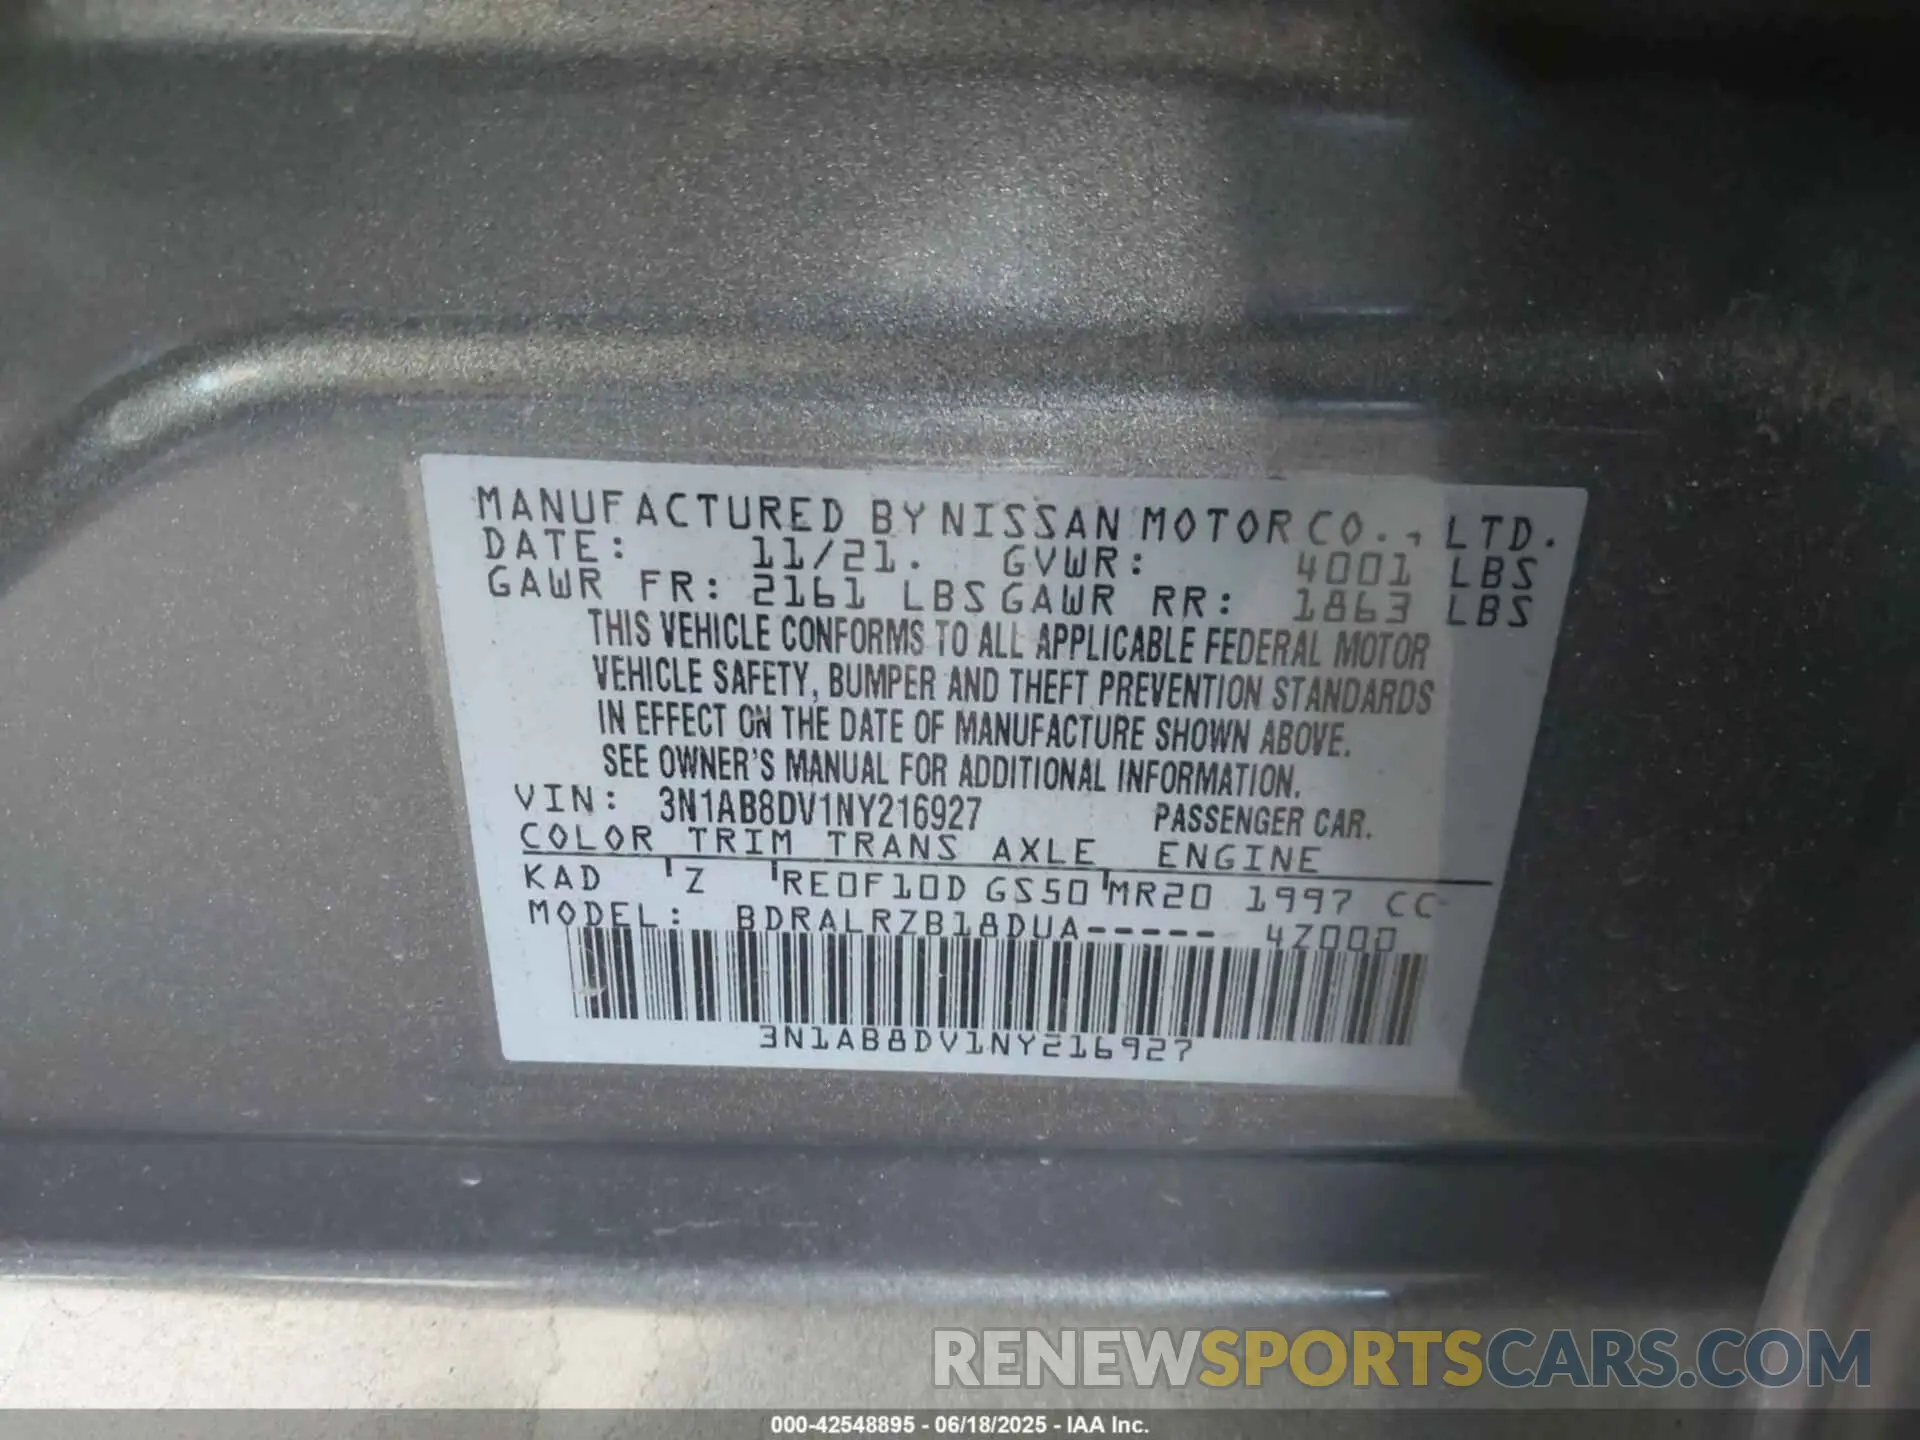 MANUFACTURED BY NISSAN MOTOR CO., LTD.
DATE: 11/21. GVWR: 4001 LBS
GAWR FR: 2161 LBS GAWR RR: 1863 LBS
THIS VEHICLE CONFORMS TO ALL APPLICABLE FEDERAL MOTOR
VEHICLE SAFETY, BUMPER AND THEFT PREVENTION STANDARDS
IN EFFECT ON THE DATE OF MANUFACTURE SHOWN ABOVE.
SEE OWNER'S MANUAL FOR ADDITIONAL INFORMATION.
VIN: 3N1AB8DV1NY216927 PASSENGER CAR.
COLOR TRIM TRANS AXLE ENGINE
KAD Z RE0F10D GS50 MR20 1997 CC
MODEL: BDRALRZB18DUA----- 4Z000
3N1AB8DV1NY216927
RENEWSPORTSCARS.COM
000-42548895 - 06/18/2025 - IAA Inc.